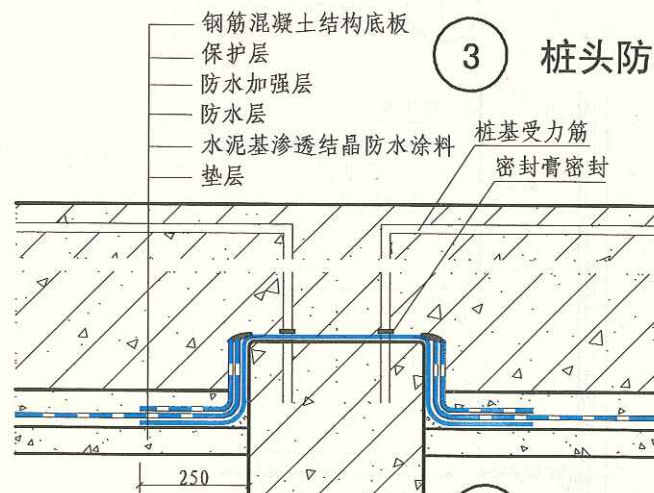 钢筋混凝土结构底板
保护层
防水加强层
防水层
水泥基渗透结晶防水涂料
垫层
3 桩头防
桩基受力筋
密封膏密封
250